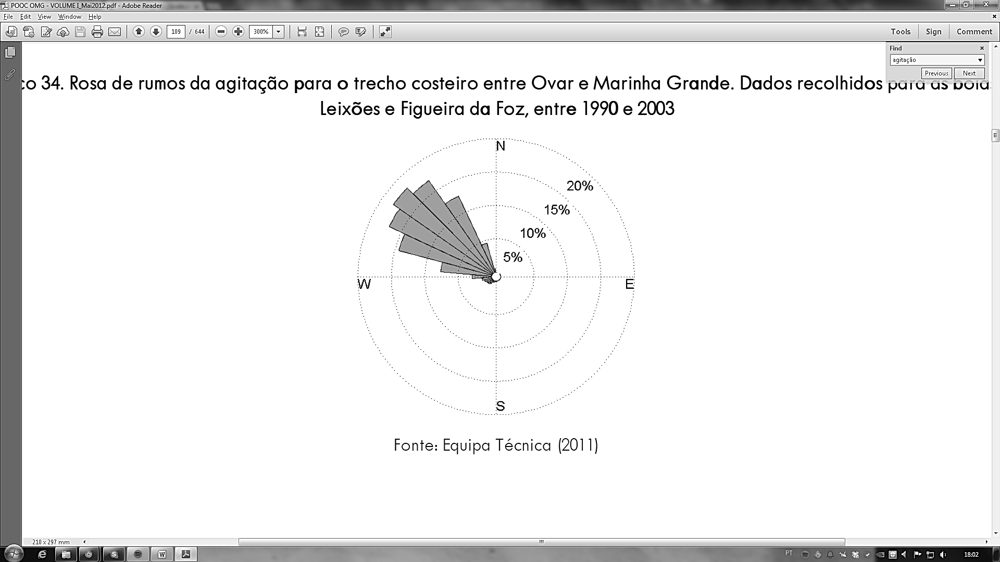 POOC OMG - VOLUME I_Mai2012.pdf - Adobe Reader
File Edit View Window Help
109 / 644 300% Tools Sign Comment
Find
agitação
Previous Next
co 34. Rosa de rumos da agitação para o trecho costeiro entre Ovar e Marinha Grande. Dados recolhidos para as
Leixões e Figueira da Foz, entre 1990 e 2003
N
20%
15%
10%
5%
W
E
S
Fonte: Equipa Técnica (2011)
210 x 297 mm
PT 18:02